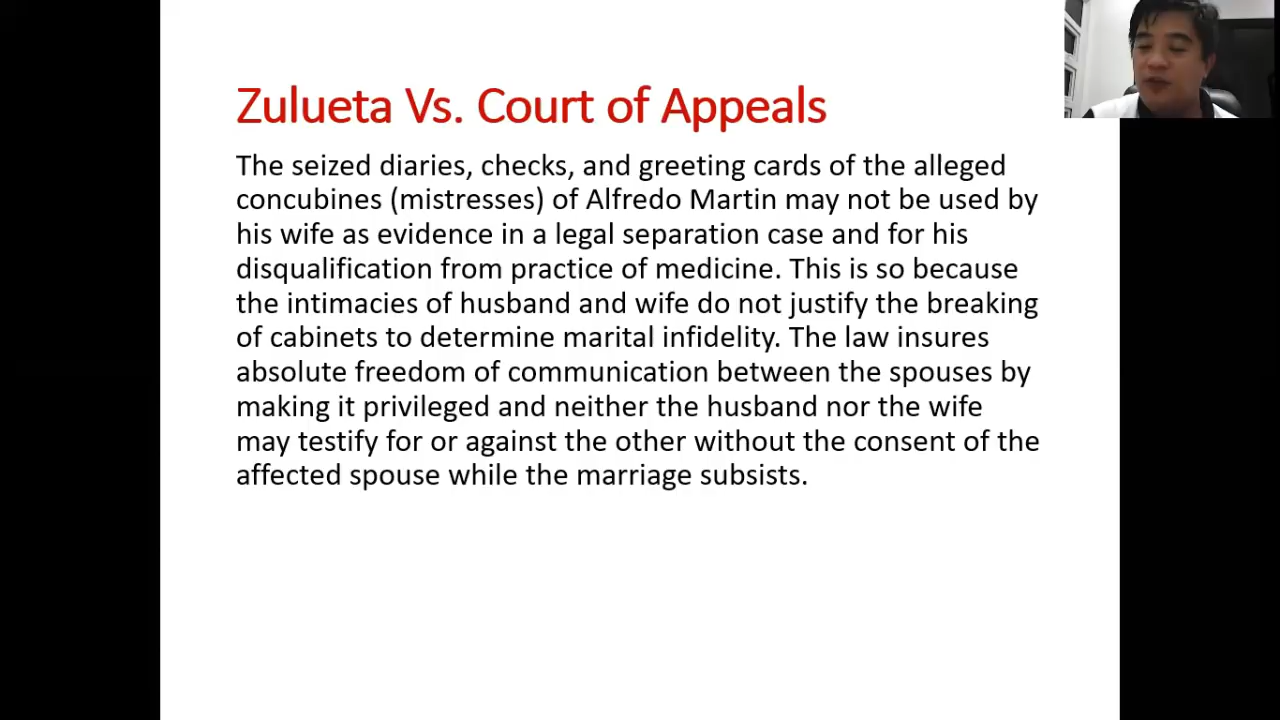 Zulueta Vs. Court of Appeals
The seized diaries, checks, and greeting cards of the alleged
concubines (mistresses) of Alfredo Martin may not be used by
his wife as evidence in a legal separation case and for his
disqualification from practice of medicine. This is so because
the intimacies of husband and wife do not justify the breaking
of cabinets to determine marital infidelity. The law insures
absolute freedom of communication between the spouses by
making it privileged and neither the husband nor the wife
may testify for or against the other without the consent of the
affected spouse while the marriage subsists.